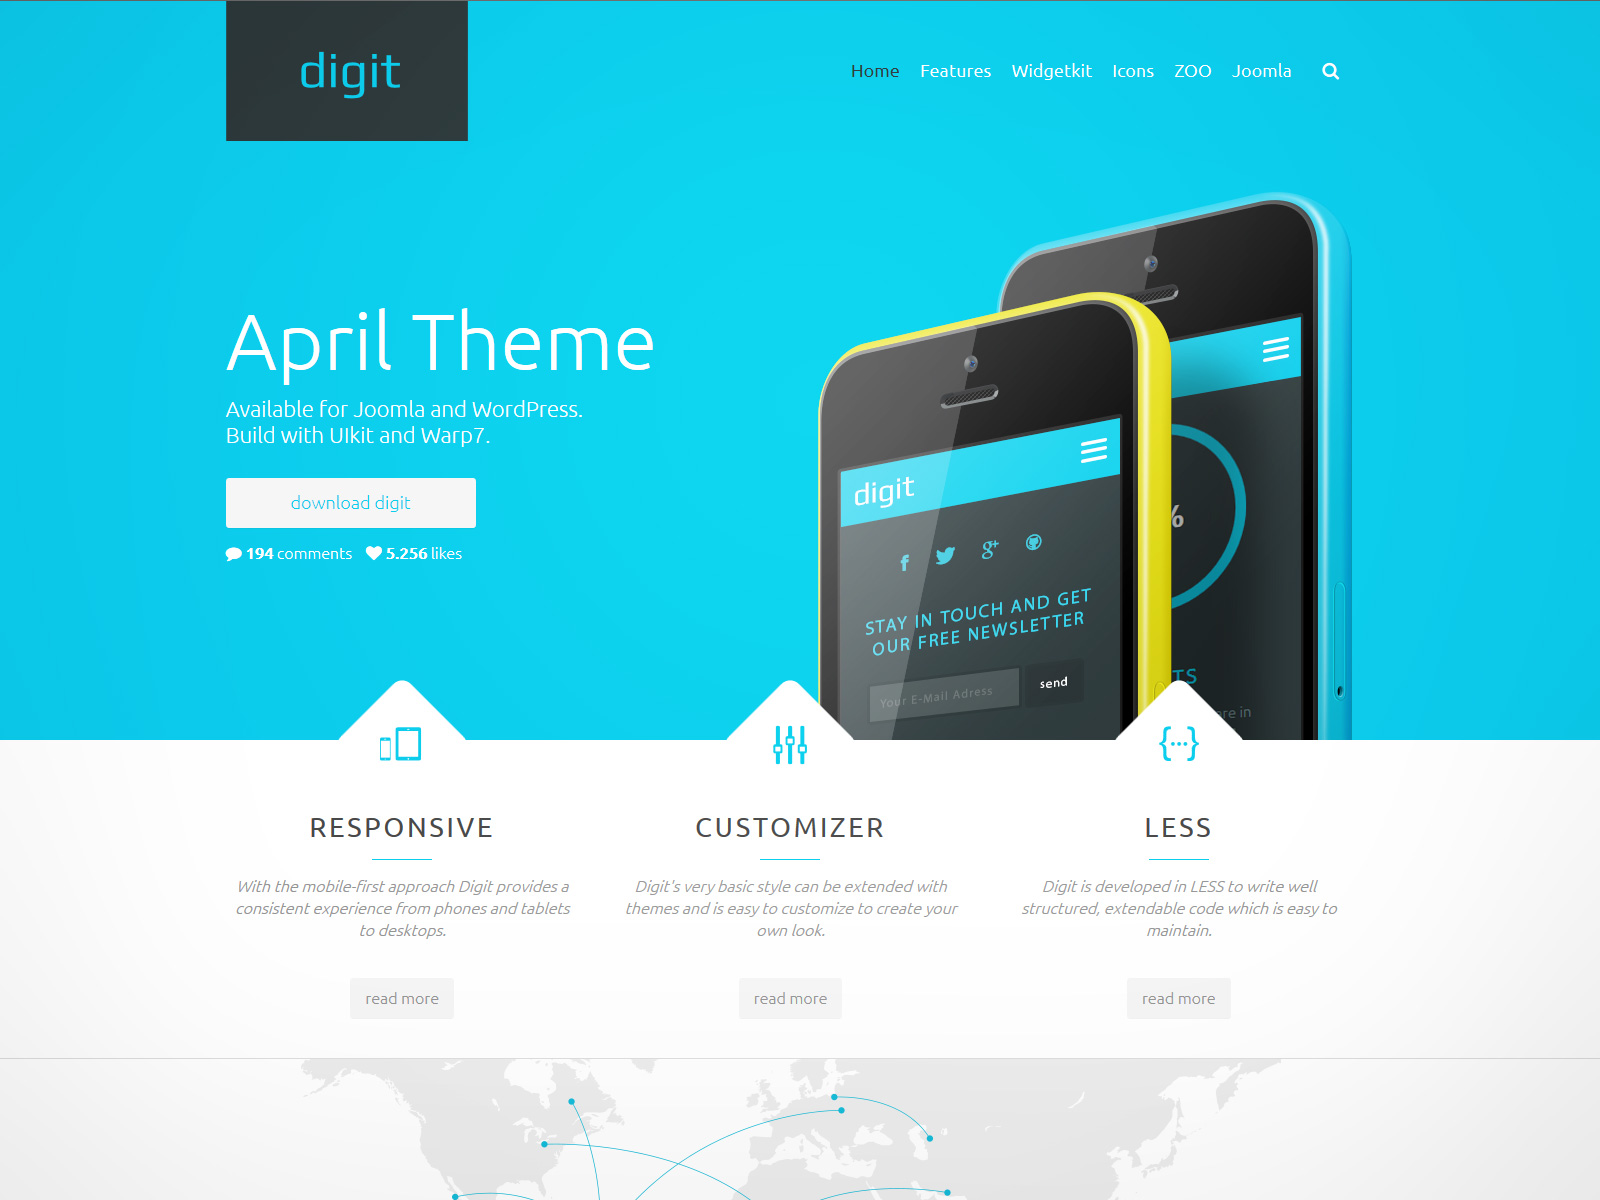 digit
Home Features Widgetkit Icons ZOO Joomla
April Theme
Available for Joomla and WordPress.
Build with UIkit and Warp7.
download digit
194 comments 5.256 likes
digit
STAY IN TOUCH AND GET
OUR FREE NEWSLETTER
Your E-Mail Adress
send
%
TS
re in
RESPONSIVE
With the mobile-first approach Digit provides a
consistent experience from phones and tablets
to desktops.
read more
CUSTOMIZER
Digit's very basic style can be extended with
themes and is easy to customize to create your
own look.
read more
LESS
Digit is developed in LESS to write well
structured, extendable code which is easy to
maintain.
read more